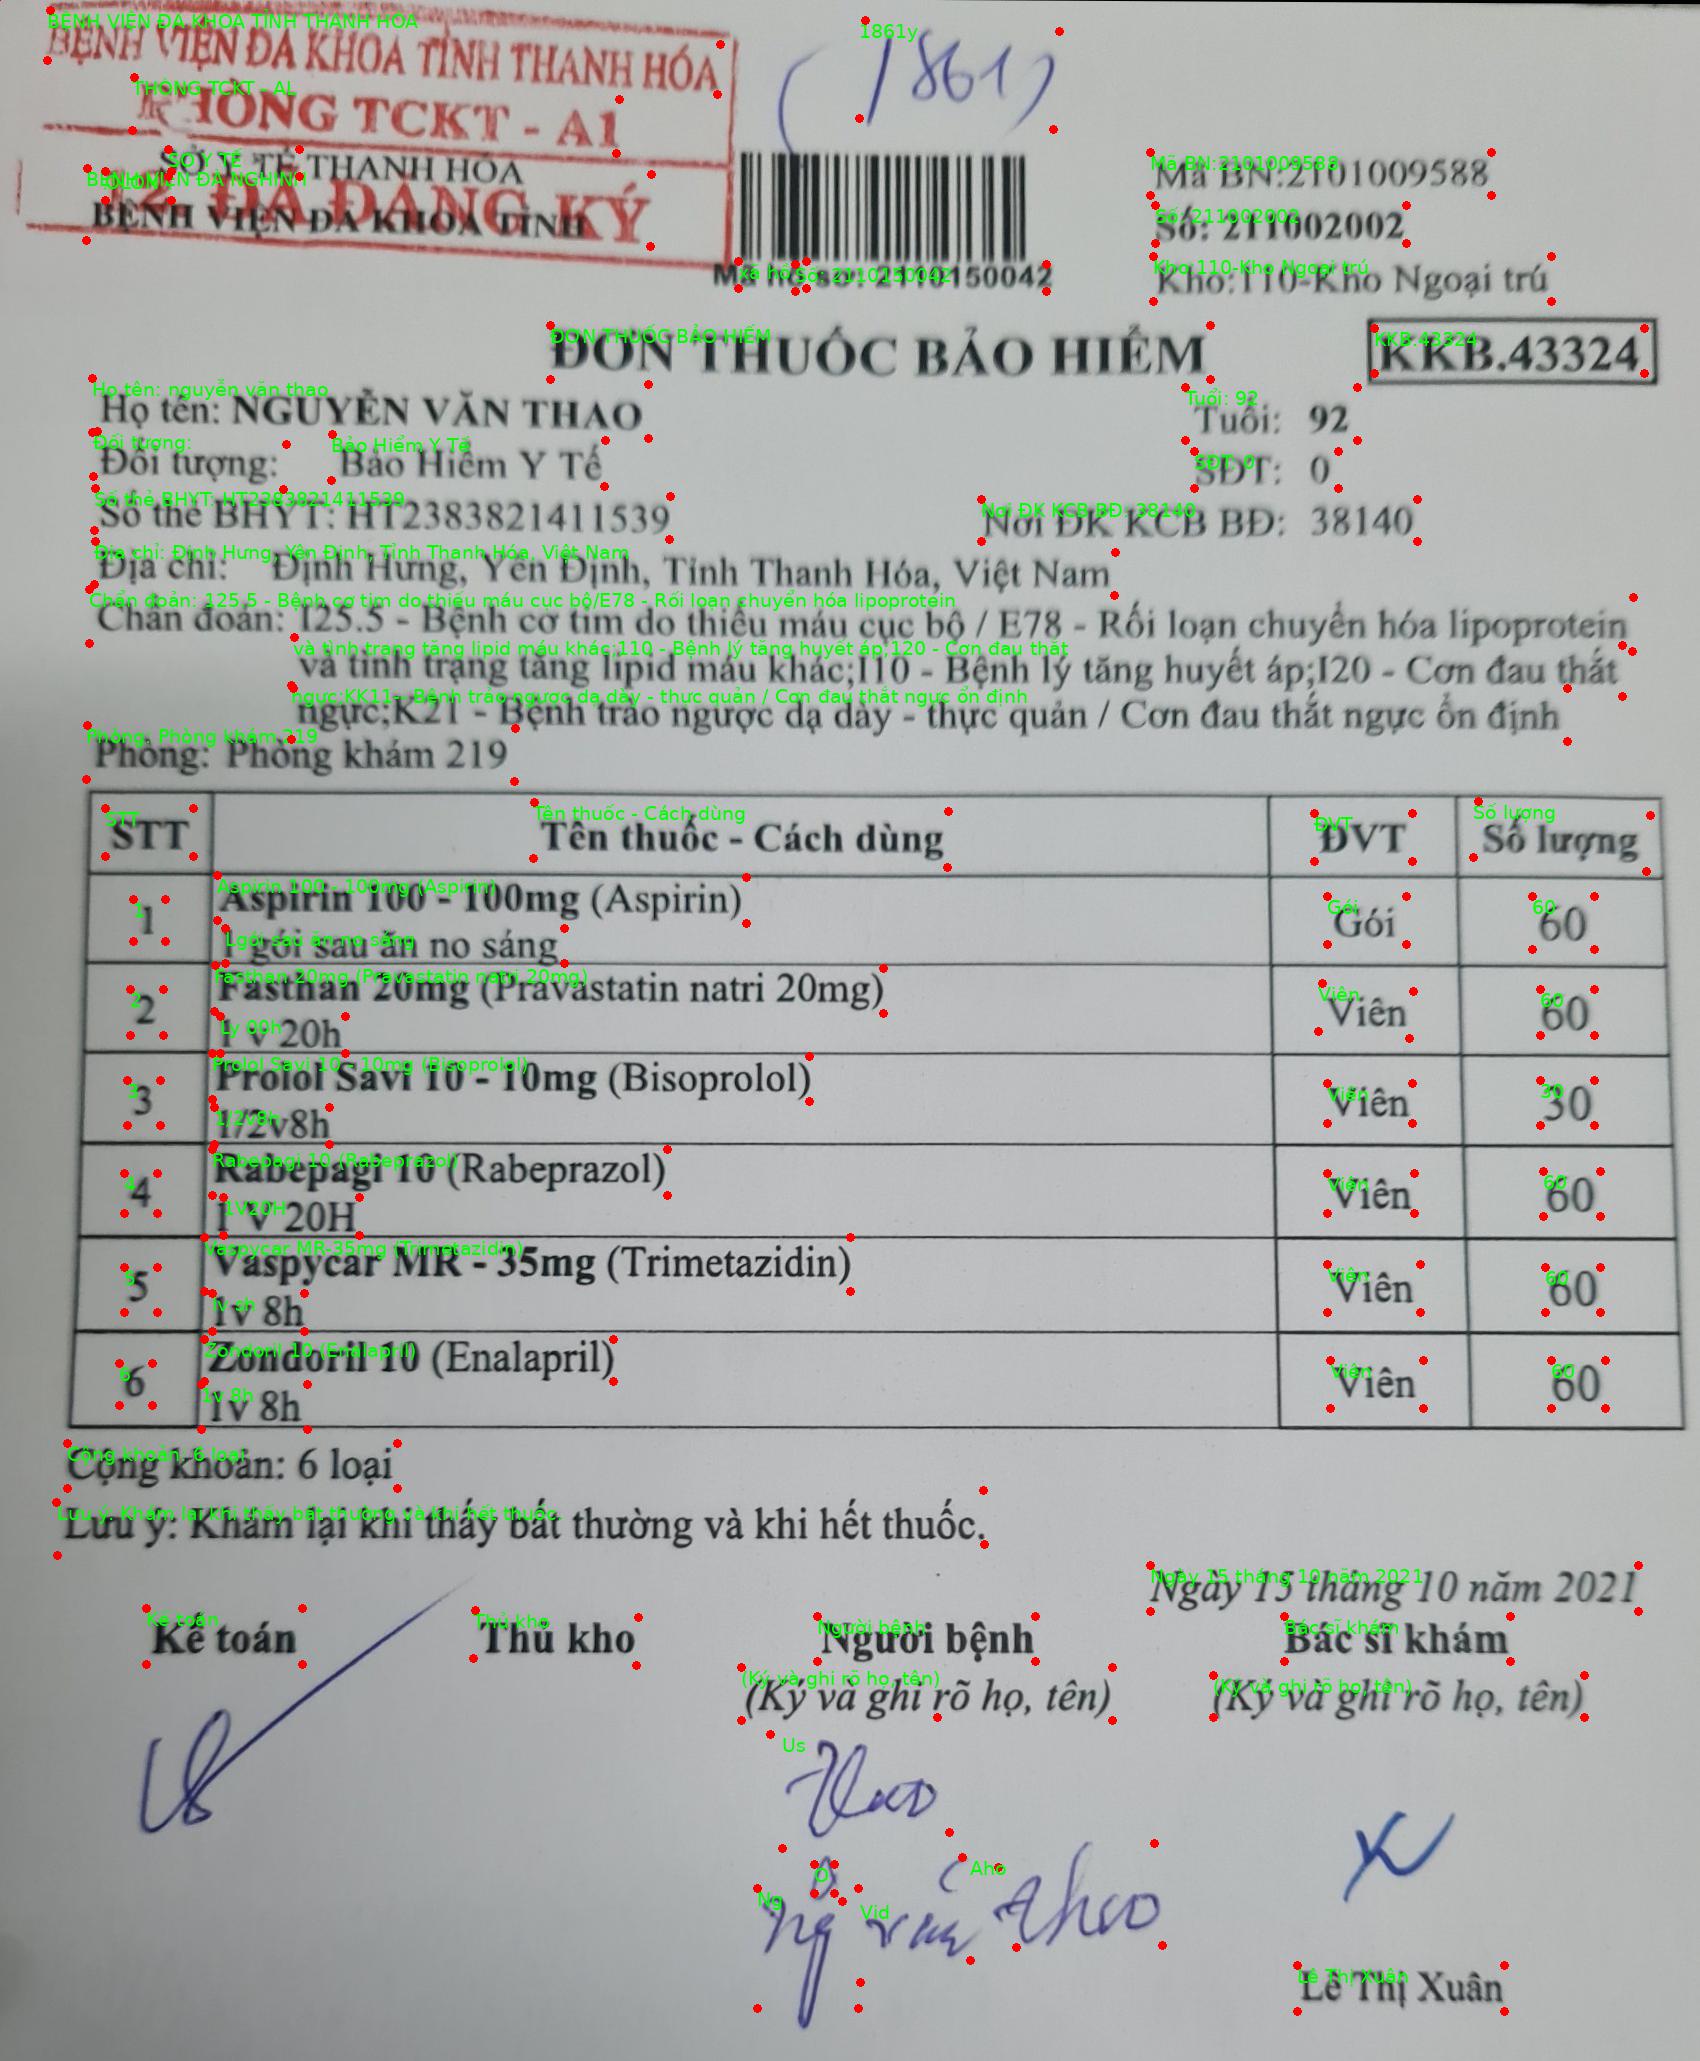 BỆNH VIỆN ĐA KHOA TỈNH THANH HÓA
PHÒNG TCKT - A1
ĐÃ ĐĂNG KÝ
(1861)
SỞ Y TẾ THANH HÓA
BỆNH VIỆN ĐA KHOA TỈNH
Mã hồ sơ: 2110150042
Mã BN:2101009588
Số: 211002002
Kho:110-Kho Ngoại trú
ĐƠN THUỐC BẢO HIỂM
KKB.43324
Họ tên: NGUYỄN VĂN THAO Tuổi: 92
Đối tượng: Bảo Hiểm Y Tế SĐT: 0
Số thẻ BHYT: HT2383821411539 Nơi ĐK KCB BĐ: 38140
Địa chỉ: Định Hưng, Yên Định, Tỉnh Thanh Hóa, Việt Nam
Chẩn đoán: I25.5 - Bệnh cơ tim do thiếu máu cục bộ / E78 - Rối loạn chuyển hóa lipoprotein
và tình trạng tăng lipid máu khác;I10 - Bệnh lý tăng huyết áp;I20 - Cơn đau thắt
ngực;K21 - Bệnh trào ngược dạ dày - thực quản / Cơn đau thắt ngực ổn định
Phòng: Phòng khám 219
STT Tên thuốc - Cách dùng ĐVT Số lượng
1 Aspirin 100 - 100mg (Aspirin) Gói 60
1 gói sau ăn no sáng
2 Fasthan 20mg (Pravastatin natri 20mg) Viên 60
1 v 20h
3 Prolol Savi 10 - 10mg (Bisoprolol) Viên 30
1/2v8h
4 Rabepagi 10 (Rabeprazol) Viên 60
1 v 20H
5 Vaspycar MR - 35mg (Trimetazidin) Viên 60
1v 8h
6 Zondoril 10 (Enalapril) Viên 60
1v 8h
Cộng khoản: 6 loại
Lưu ý: Khám lại khi thấy bất thường và khi hết thuốc.
Ngày 15 tháng 10 năm 2021
Kế toán Thủ kho Người bệnh Bác sĩ khám
(Ký và ghi rõ họ, tên) (Ký và ghi rõ họ, tên)
Thao
Ng văn thao
Lê Thị Xuân